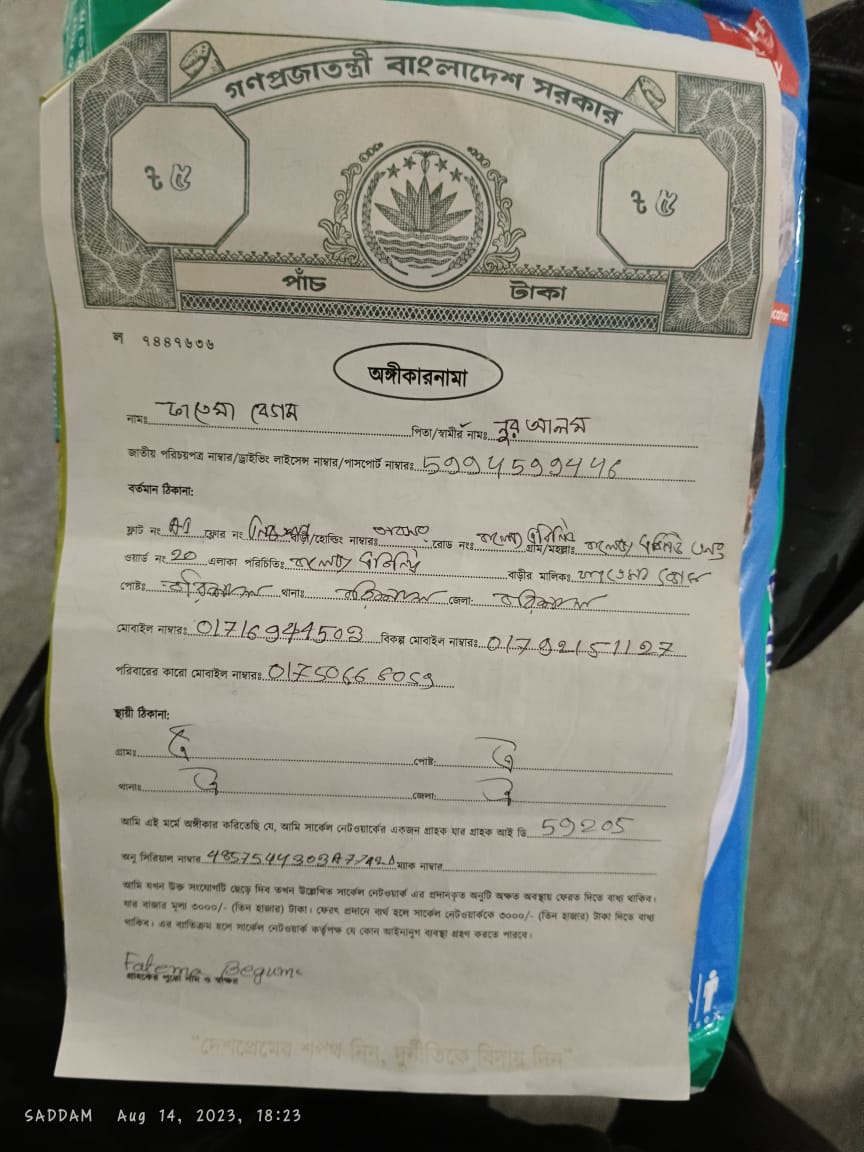 গণপ্রজাতন্ত্রী বাংলাদেশ সরকার
৳ ৫
৳ ৫
পাঁচ টাকা
ল ৭৪৪৭৬৩৬
অঙ্গীকারনামা
নামঃ ফাতেমা বেগম পিতা/স্বামীর নামঃ নুর আলম
জাতীয় পরিচয়পত্র নাম্বার/ড্রাইভিং লাইসেন্স নাম্বার/পাসপোর্ট নাম্বারঃ 5994599446
বর্তমান ঠিকানা:
ফ্লাট নং A-1 ফ্লোর নং বাড়ী/হোল্ডিং নাম্বারঃ রোড নংঃ গ্রাম/মহল্লাঃ
ওয়ার্ড নং 20 এলাকা পরিচিতিঃ বাড়ীর মালিকঃ ফাতেমা বেগম
পোষ্টঃ থানাঃ জেলা:
মোবাইল নাম্বারঃ 01716944503 বিকল্প মোবাইল নাম্বারঃ 01792151127
পরিবারের কারো মোবাইল নাম্বারঃ
স্থায়ী ঠিকানা:
গ্রামঃ ঐ পোষ্ট: ঐ
থানাঃ ঐ জেলা: ঐ
আমি এই মর্মে অঙ্গীকার করিতেছি যে, আমি সার্কেল নেটওয়ার্কের একজন গ্রাহক যার গ্রাহক আই ডি 59205
অনু সিরিয়াল নাম্বার ম্যাক নাম্বার
আমি যখন উক্ত সংযোগটি ছেড়ে দিব তখন উল্লেখিত সার্কেল নেটওয়ার্ক এর প্রদানকৃত অনুটি অক্ষত অবস্থায় ফেরত দিতে বাধ্য থাকিব।
যার বাজার মূল্য ৩০০০/- (তিন হাজার) টাকা। ফেরৎ প্রদানে ব্যর্থ হলে সার্কেল নেটওয়ার্ককে ৩০০০/- (তিন হাজার) টাকা দিতে বাধ্য
থাকিব। এর ব্যতিক্রম হলে সার্কেল নেটওয়ার্ক কর্তৃপক্ষ যে কোন আইনানুগ ব্যবস্থা গ্রহণ করতে পারবে।
Fatema Begum
গ্রাহকের পুরো নাম ও স্বাক্ষর
"দেশপ্রেমের শপথ নিন, দুর্নীতিকে বিদায় দিন"
SADDAM Aug 14, 2023, 18:23